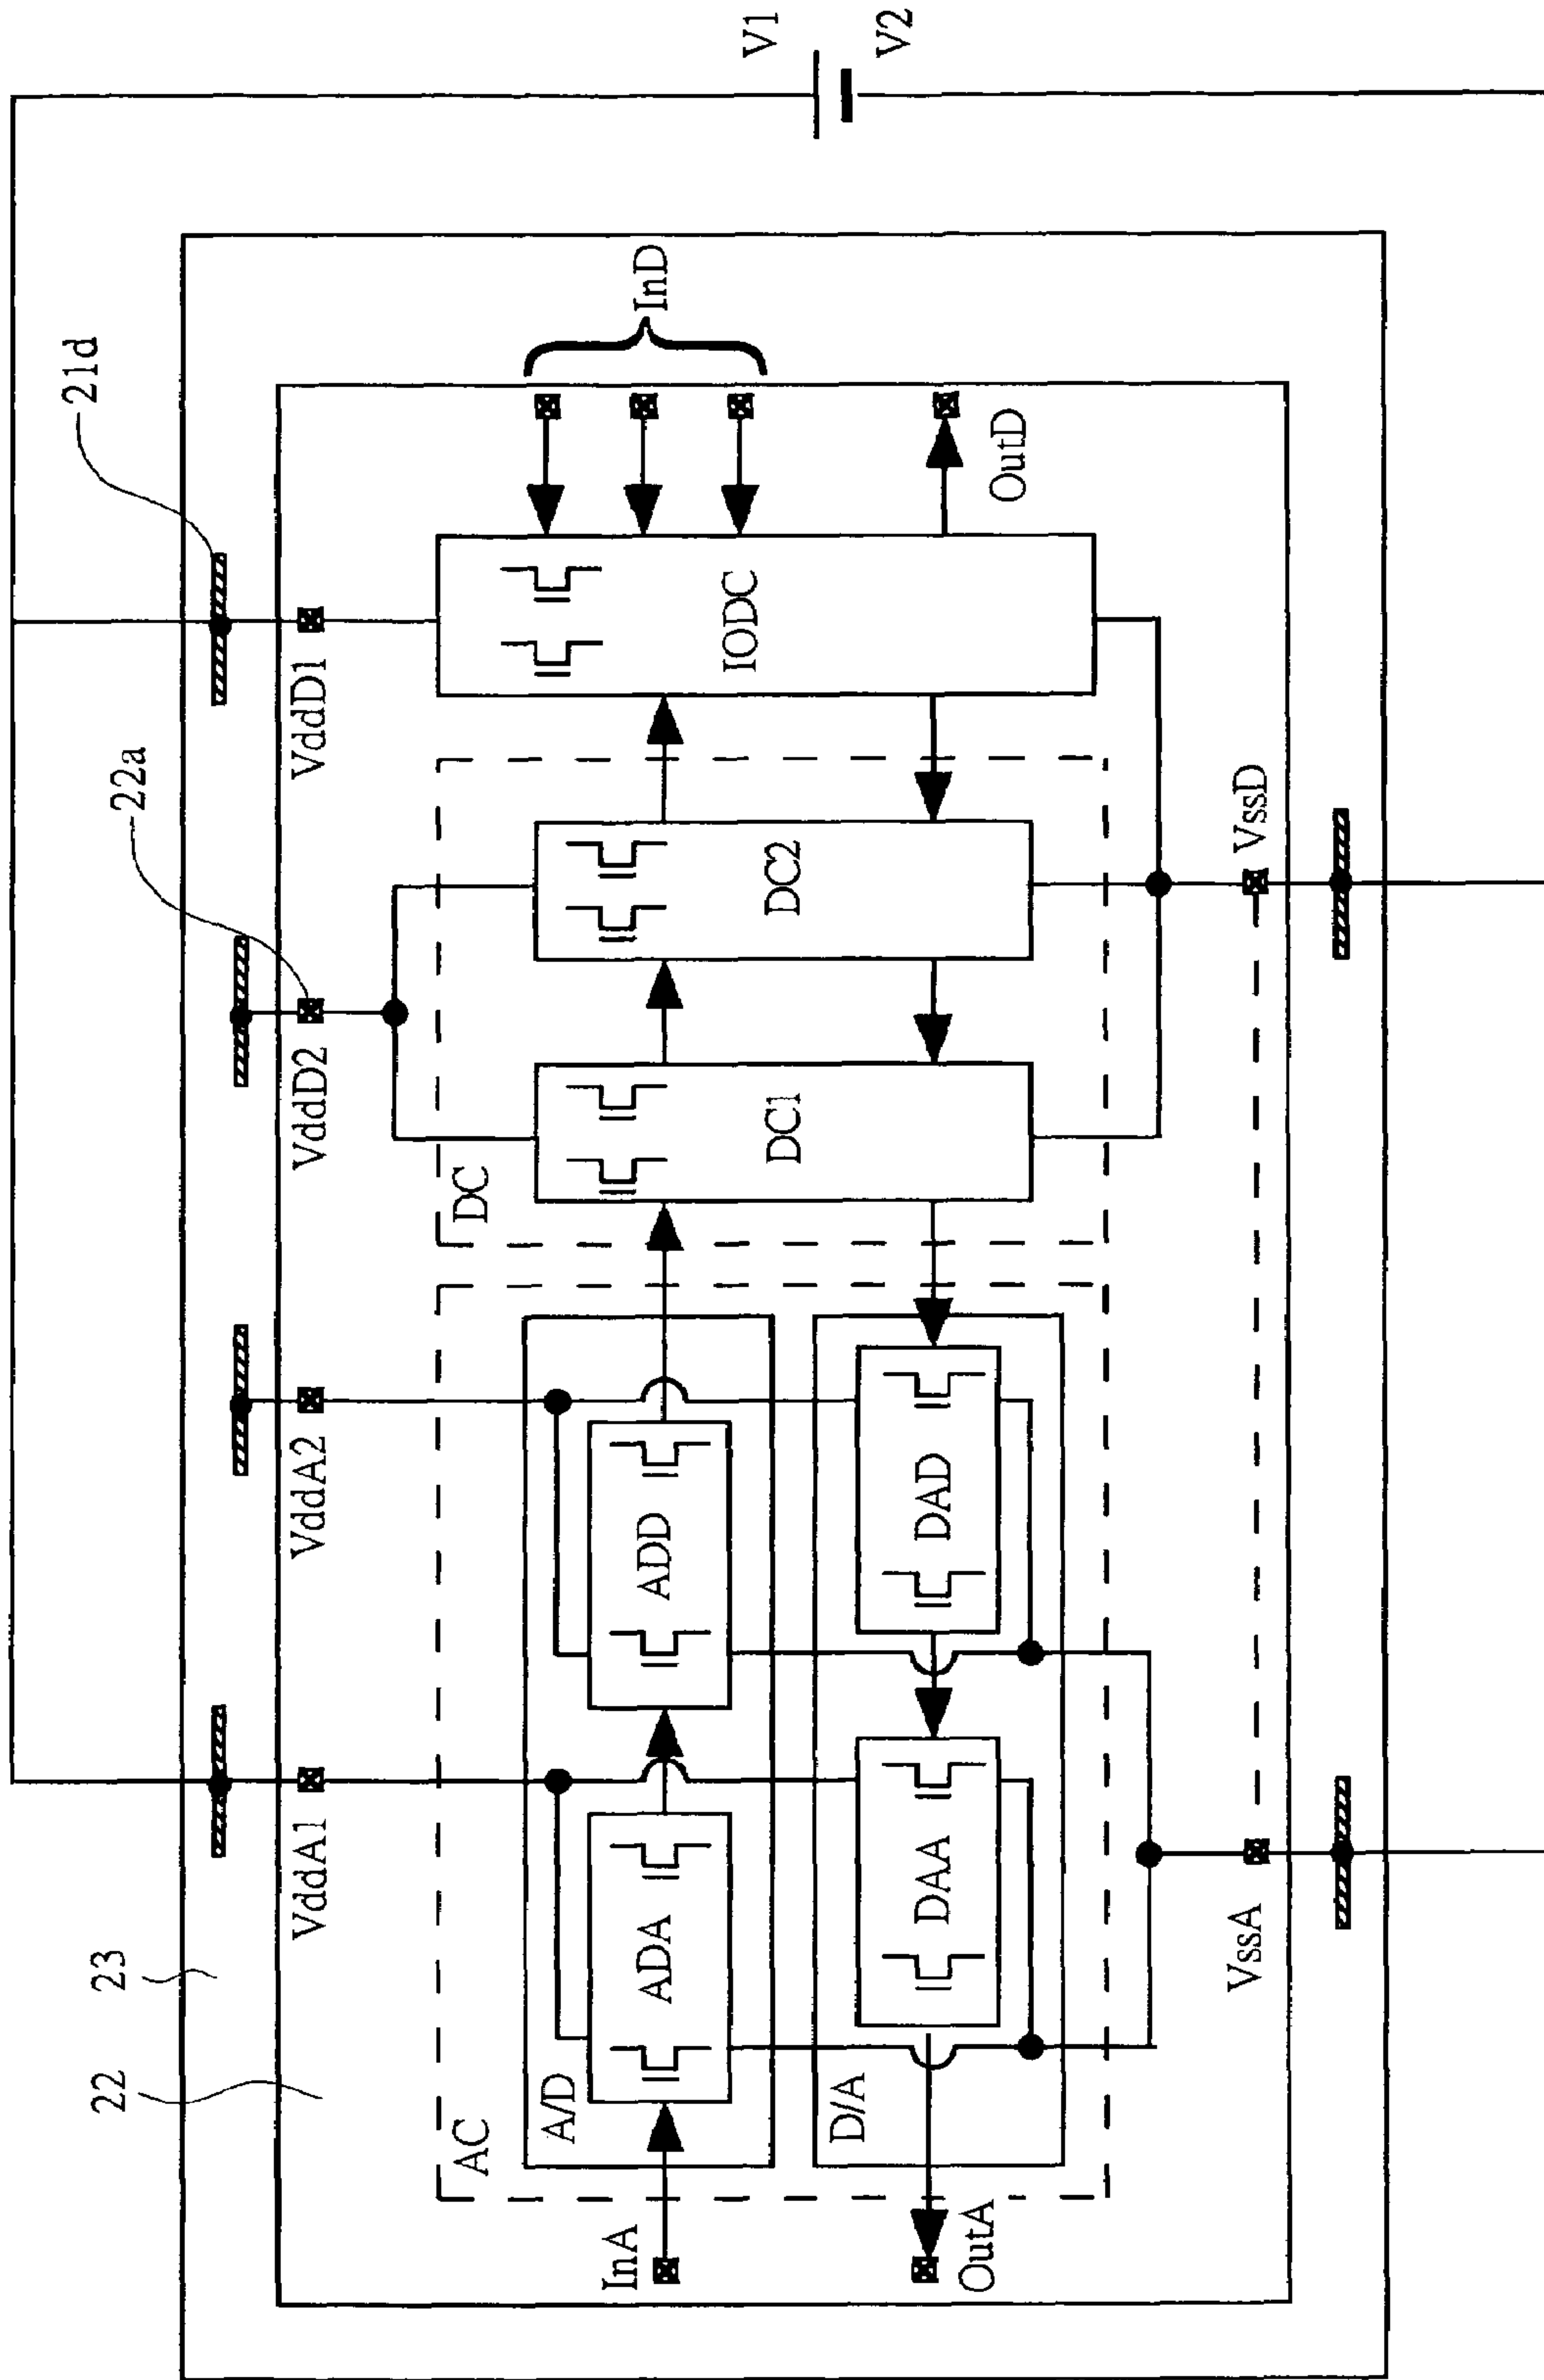 V1
V2
21d
22a
23
22
VddA1
VddA2
VddD2
VddD1
InD
OutD
IODC
DC
DC1
DC2
AC
A/D
ADA
ADD
D/A
DAA
DAD
InA
OutA
VssA
VssD